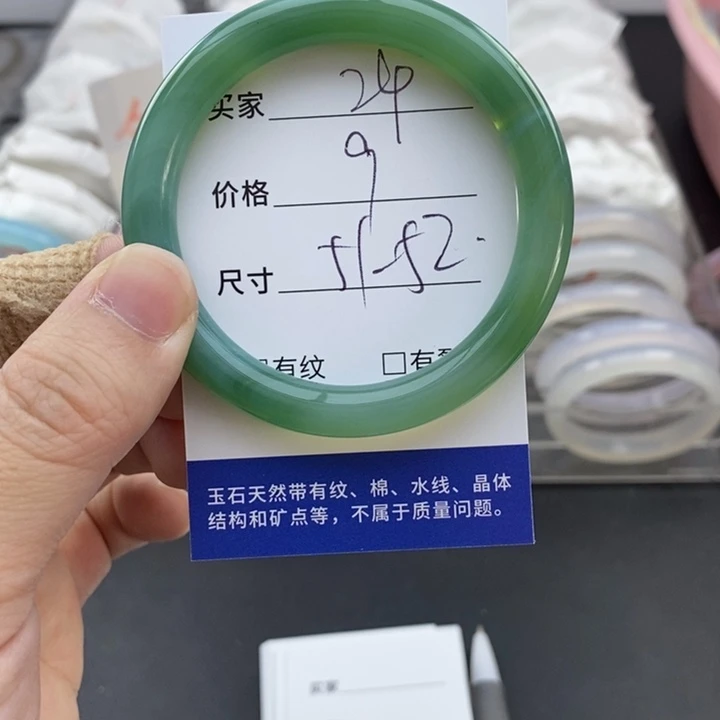 买家 24
价格 9
尺寸 51-52.
有纹 □有
玉石天然带有纹、棉、水线、晶体
结构和矿点等，不属于质量问题。
买家